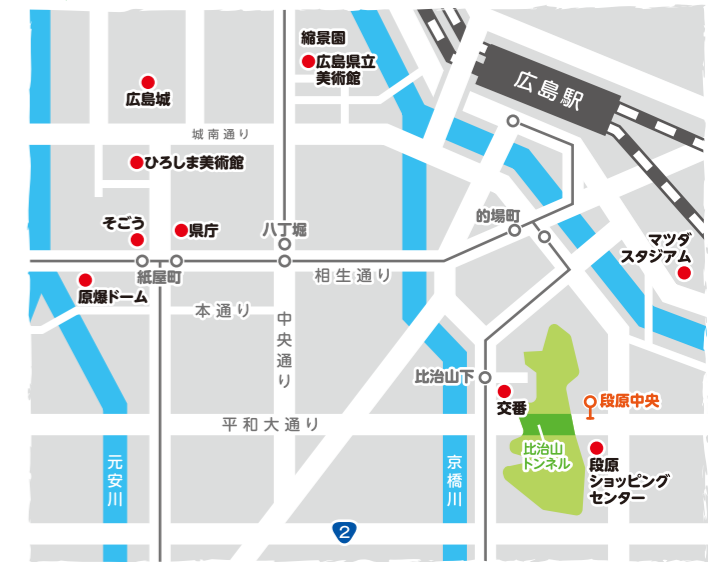 縮景園
広島県立
美術館
広島駅
広島城
城南通り
ひろしま美術館
そごう
県庁
八丁堀
的場町
マツダ
スタジアム
紙屋町
相生通り
原爆ドーム
本通り
中央通り
比治山下
交番
段原中央
平和大通り
比治山
トンネル
段原
ショッピング
センター
元安川
京橋川
2